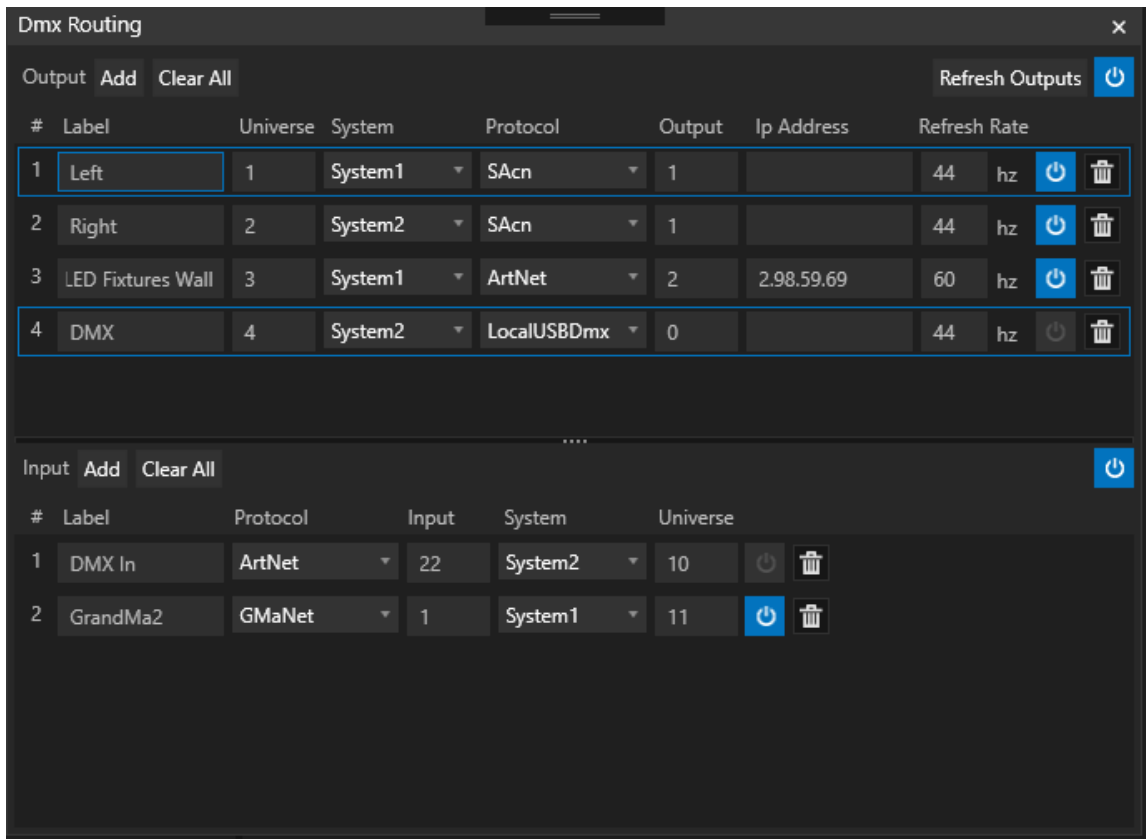 Dmx Routing
Output Add Clear All Refresh Outputs
# Label Universe System Protocol Output Ip Address Refresh Rate
1 Left 1 System1 SAcn 1 44 hz
2 Right 2 System2 SAcn 1 44 hz
3 LED Fixtures Wall 3 System1 ArtNet 2 2.98.59.69 60 hz
4 DMX 4 System2 LocalUSBDmx 0 44 hz
Input Add Clear All
# Label Protocol Input System Universe
1 DMX In ArtNet 22 System2 10
2 GrandMa2 GMaNet 1 System1 11